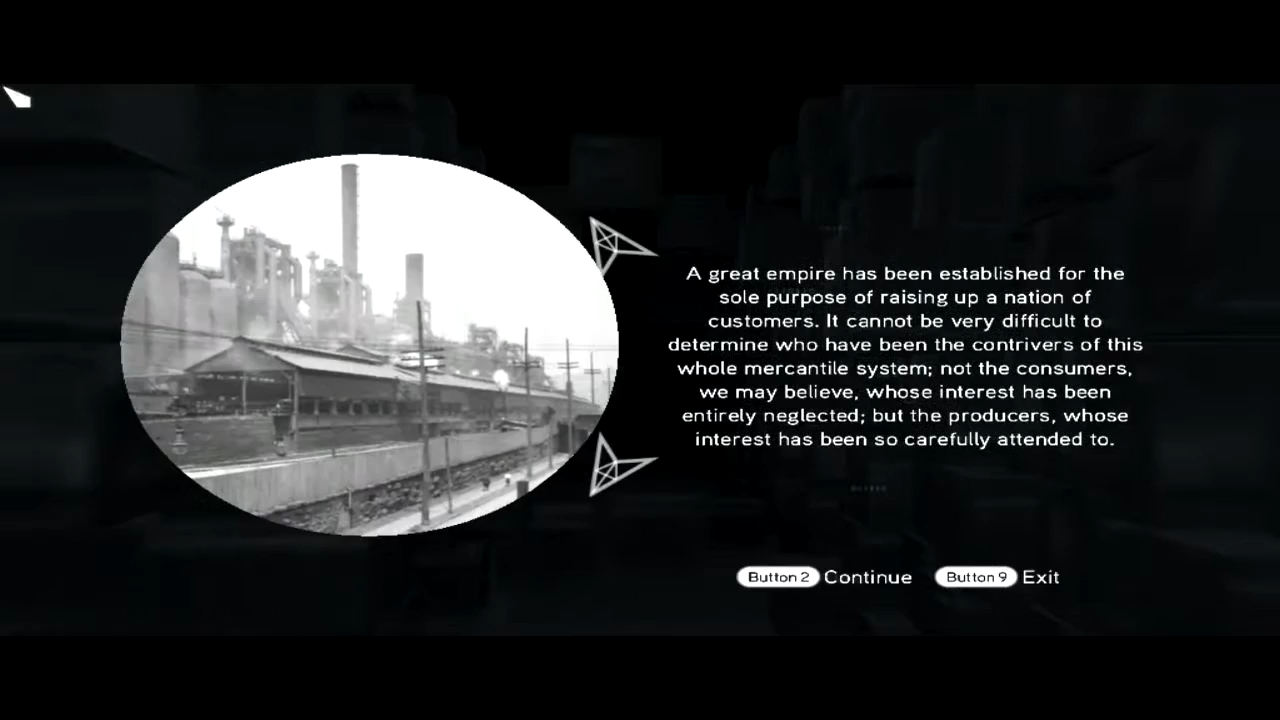 A great empire has been established for the
sole purpose of raising up a nation of
customers. It cannot be very difficult to
determine who have been the contrivers of this
whole mercantile system; not the consumers,
we may believe, whose interest has been
entirely neglected; but the producers, whose
interest has been so carefully attended to.
Button 2 Continue Button 9 Exit